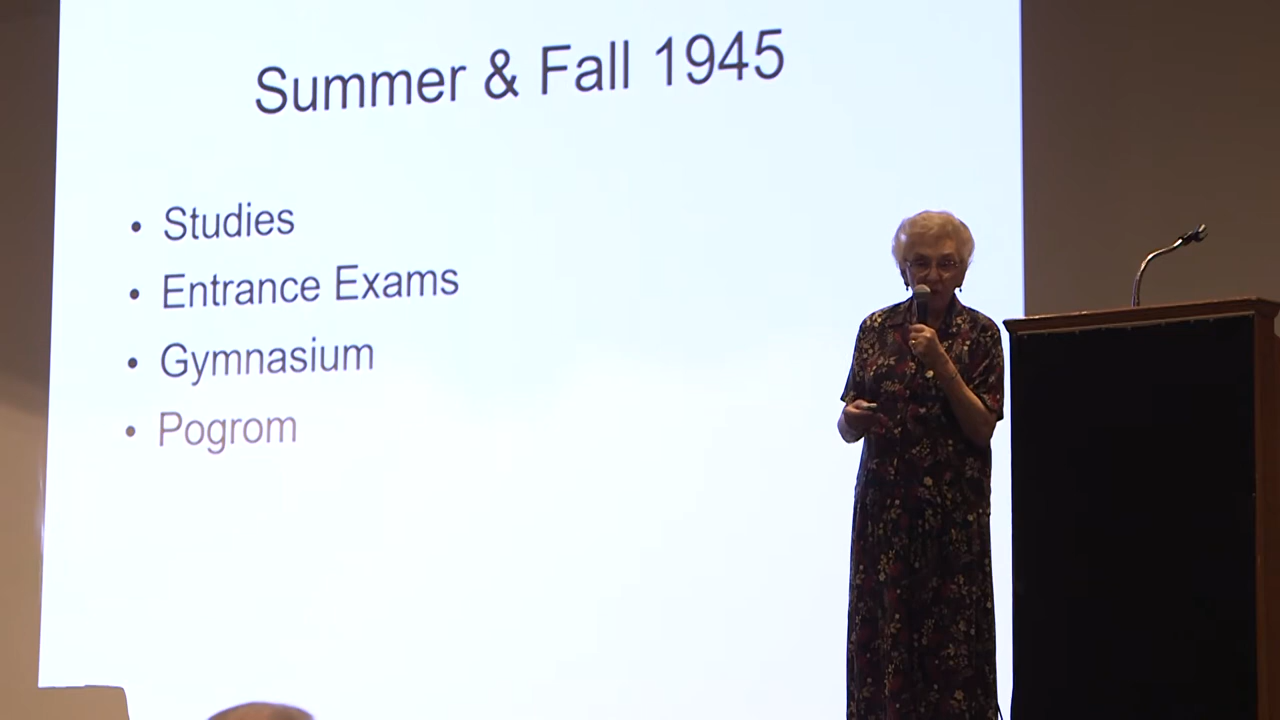 Summer & Fall 1945
• Studies
• Entrance Exams
• Gymnasium
• Pogrom